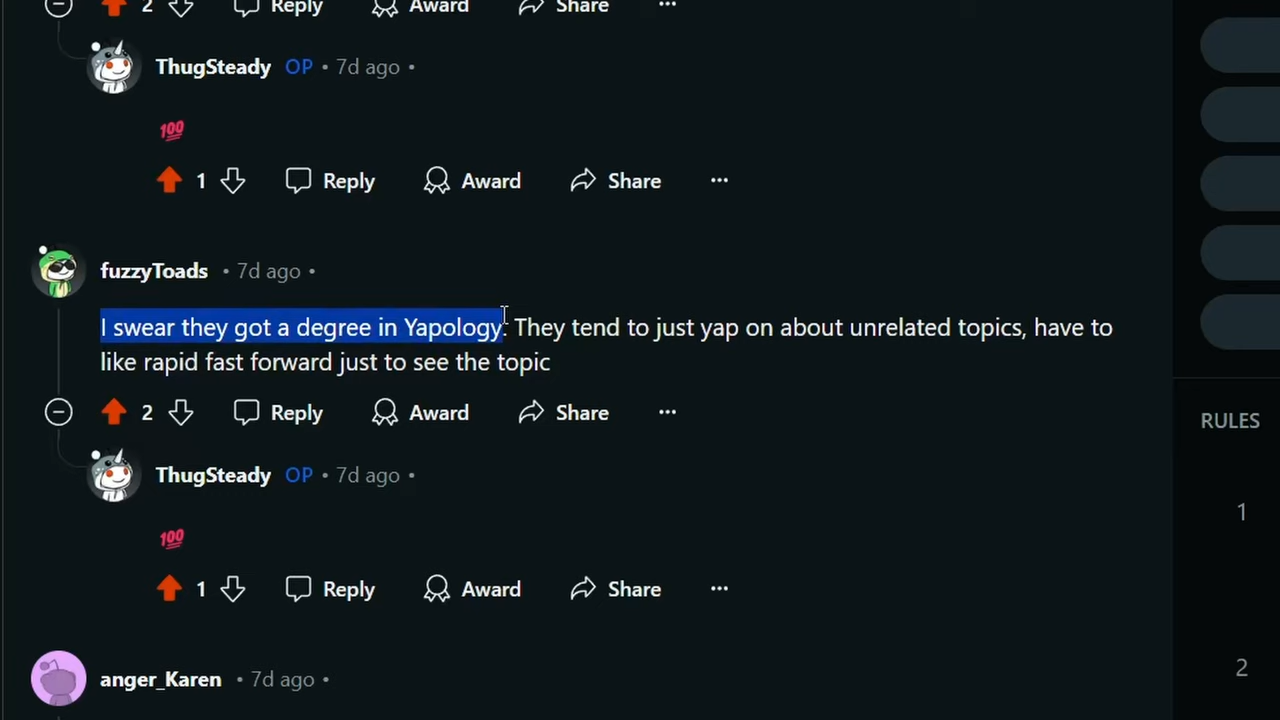 2 Reply Award Share
ThugSteady OP • 7d ago •
💯
1 Reply Award Share
fuzzyToads • 7d ago •
I swear they got a degree in Yapology. They tend to just yap on about unrelated topics, have to
like rapid fast forward just to see the topic
2 Reply Award Share
RULES
ThugSteady OP • 7d ago •
1
💯
1 Reply Award Share
2
anger_Karen • 7d ago •